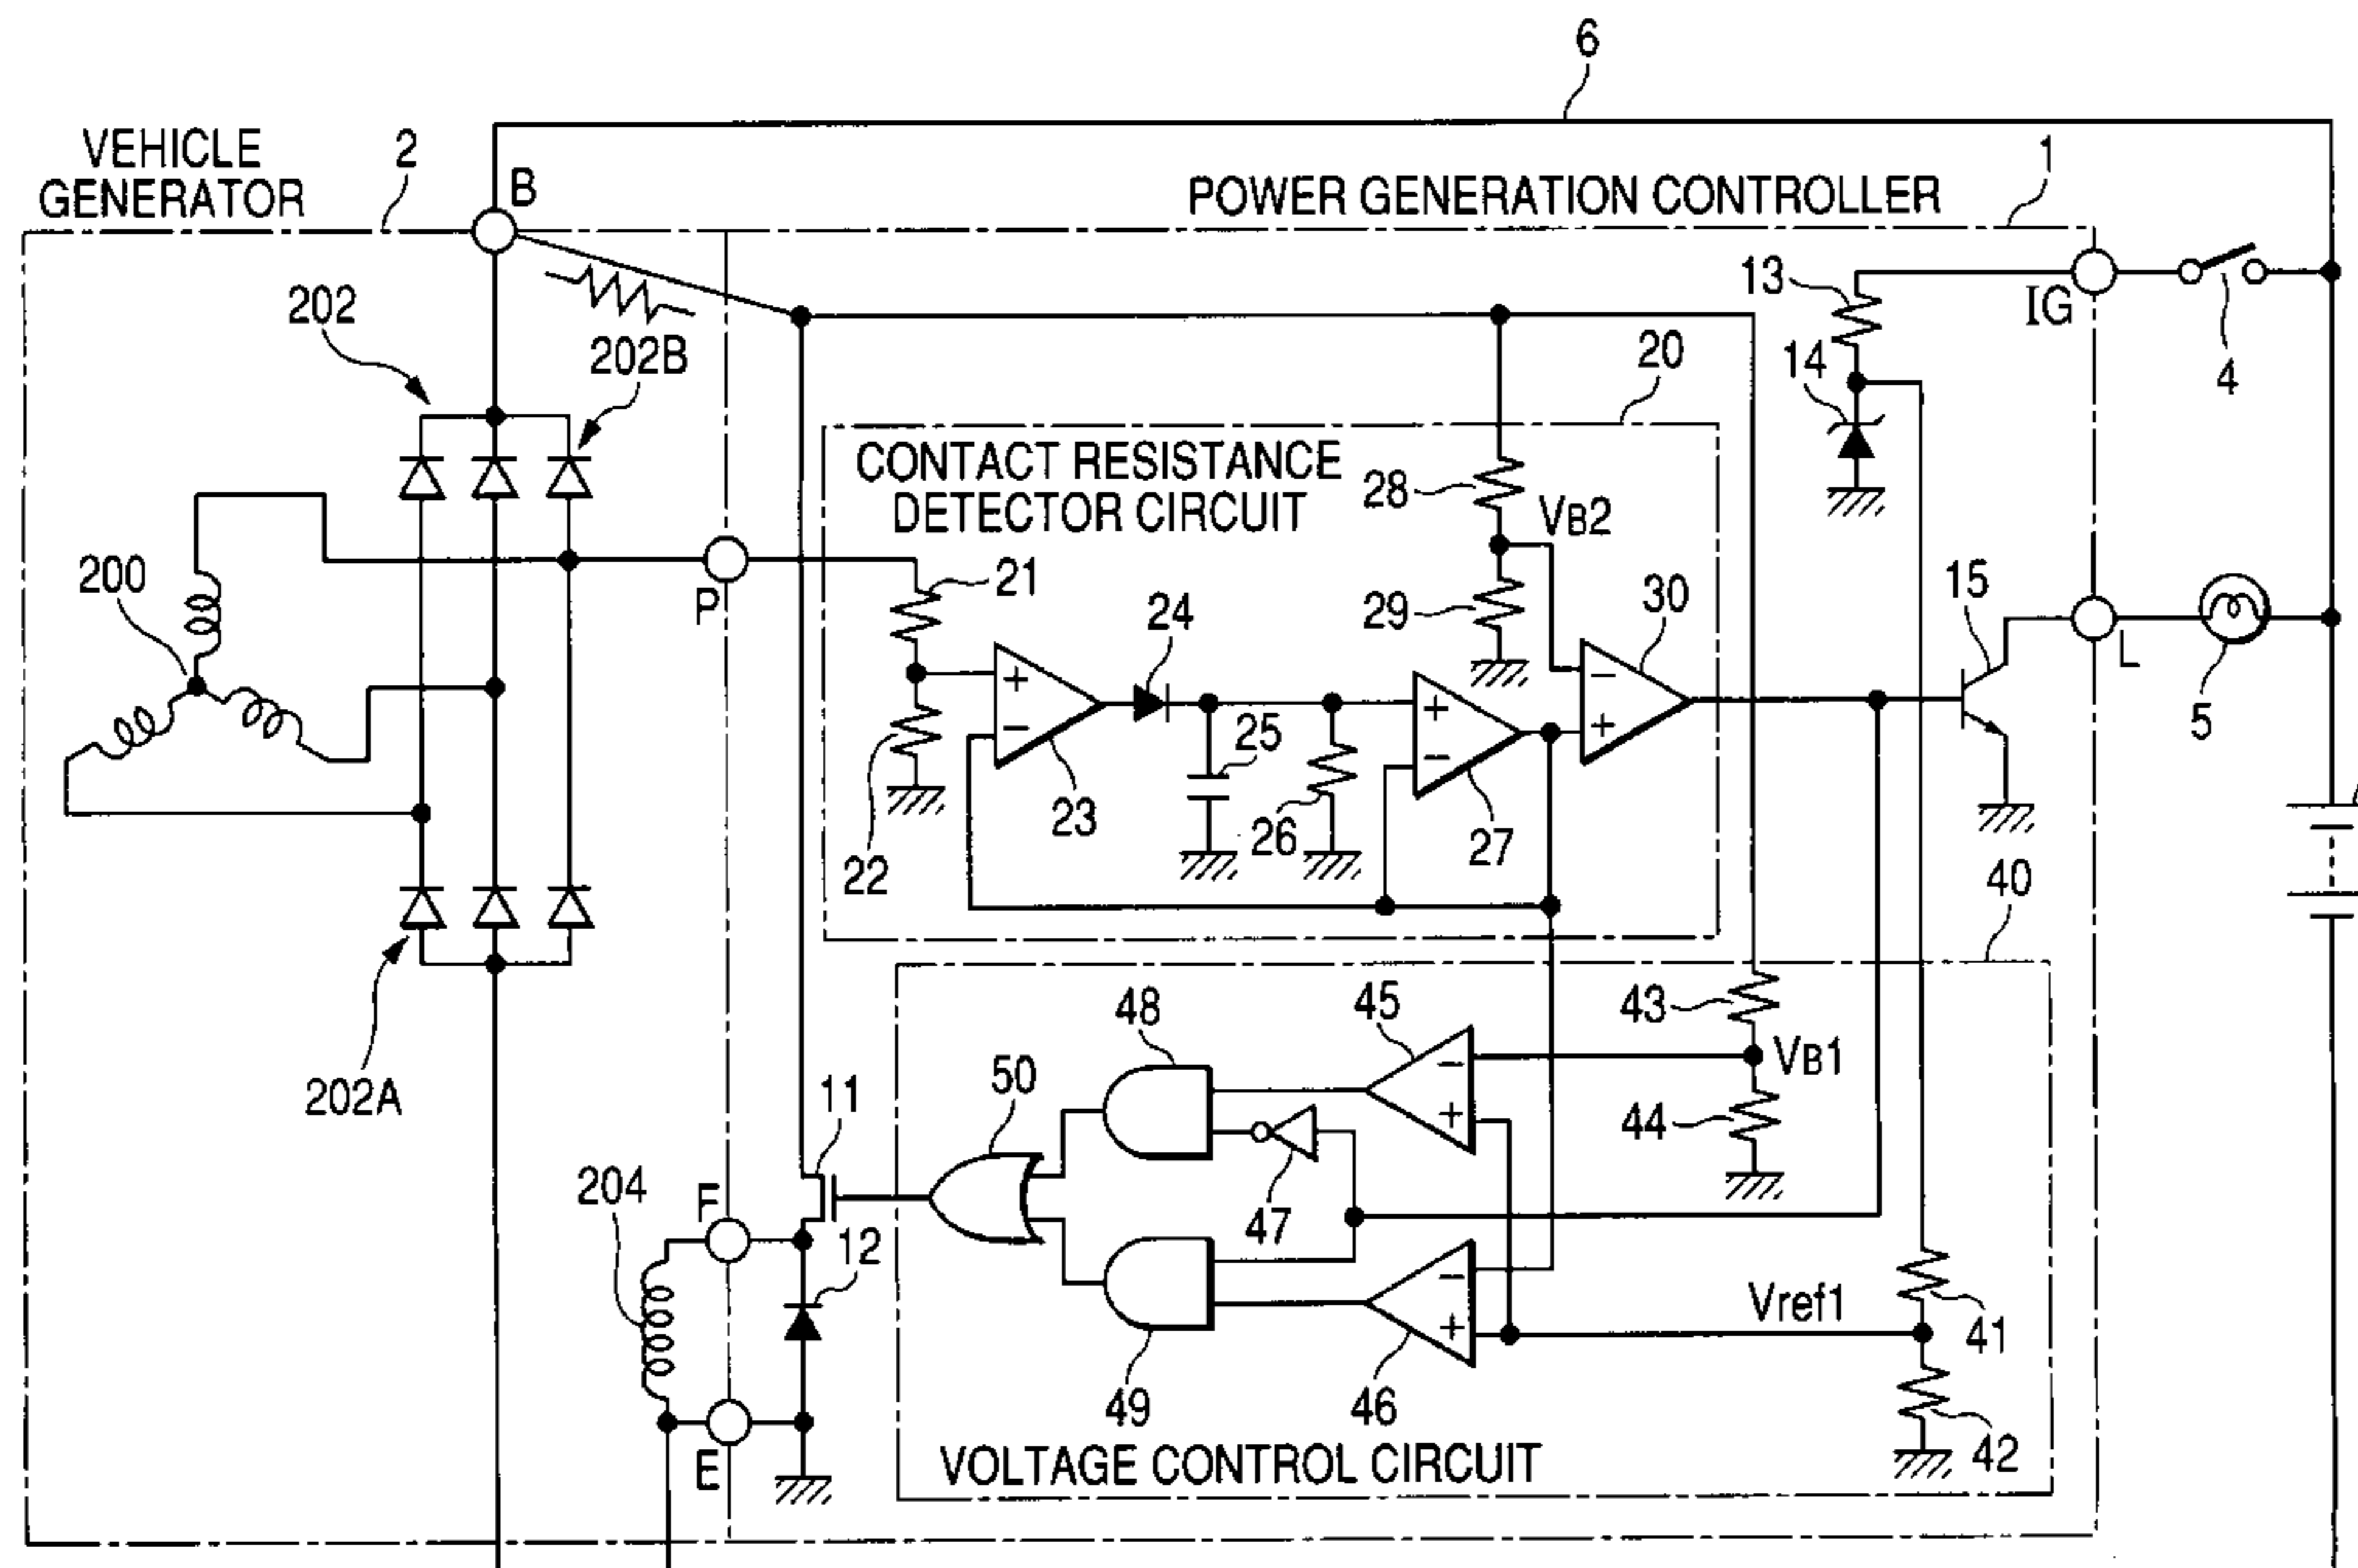 6
VEHICLE
GENERATOR
2
B
POWER GENERATION CONTROLLER
1
13
IG
4
202
202B
20
14
CONTACT RESISTANCE
DETECTOR CIRCUIT
28
VB2
200
P
21
24
29
30
15
L
5
+
−
−
+
+
−
25
22
23
26
27
40
202A
48
45
43
VB1
50
−
+
11
44
204
F
47
12
−
+
Vref1
41
49
46
42
E
VOLTAGE CONTROL CIRCUIT